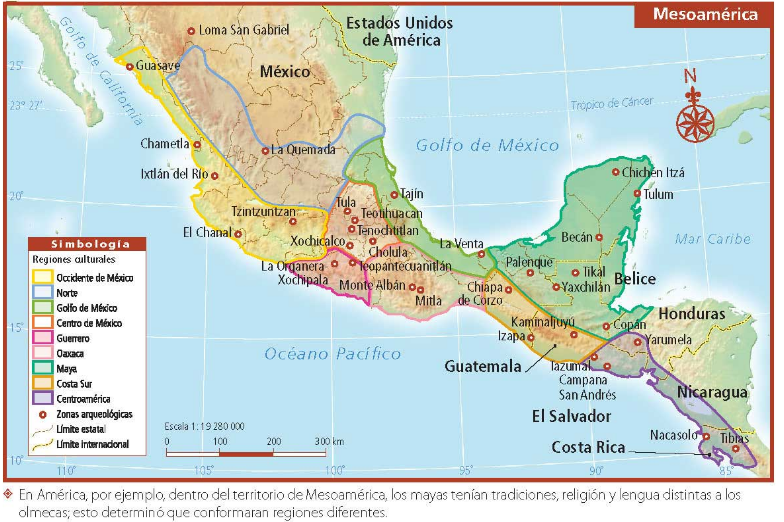 Mesoamérica
Loma San Gabriel
Estados Unidos
de América
Golfo de California
25°
Guasave
México
N
23° 27'
Trópico de Cáncer
Chametla
La Quemada
Golfo de México
Ixtlán del Río
Chichén Itzá
20°
Tajín
Tulum
Tula
Teotihuacan
Tzintzuntzan
Tenochtitlan
El Chanal
Xochicalco
Cholula
La Venta
Becán
Mar Caribe
Simbología
Regiones culturales
Occidente de México
Norte
Golfo de México
Centro de México
Guerrero
Oaxaca
Maya
Costa Sur
Centroamérica
Zonas arqueológicas
Límite estatal
Límite internacional
La Organera
Xochipala
Teopantecuanitlán
Palenque
Tikal
Belice
Monte Albán
Mitla
Chiapa
de Corzo
Yaxchilán
Honduras
15°
Kaminaljuyú
Copán
Océano Pacífico
Izapa
Yarumela
Guatemala
Tazumal
Campana
San Andrés
Nicaragua
El Salvador
Escala 1: 19 280 000
0 100 200 300 km
Nacasolo
Tibias
Costa Rica
10°
110°
105°
100°
95°
90°
85°
En América, por ejemplo, dentro del territorio de Mesoamérica, los mayas tenían tradiciones, religión y lengua distintas a los
olmecas; esto determinó que conformaran regiones diferentes.